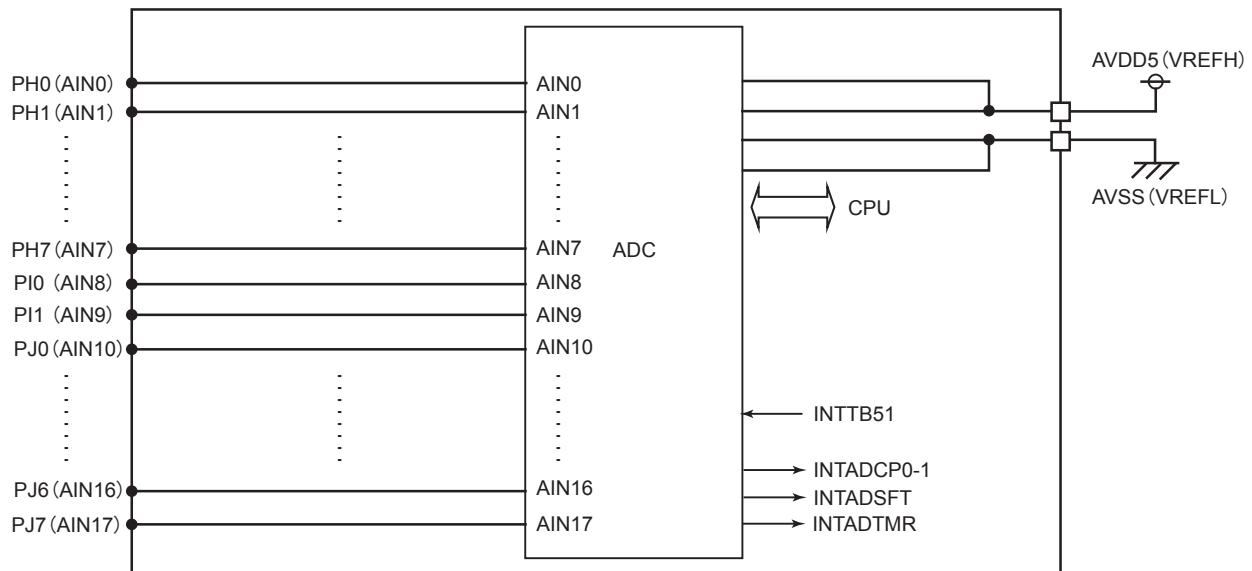 PH0 (AIN0)
PH1 (AIN1)
PH7 (AIN7)
PI0 (AIN8)
PI1 (AIN9)
PJ0 (AIN10)
PJ6 (AIN16)
PJ7 (AIN17)
AIN0
AIN1
AIN7
AIN8
AIN9
AIN10
AIN16
AIN17
ADC
AVDD5 (VREFH)
AVSS (VREFL)
CPU
INTTB51
INTADCP0-1
INTADSFT
INTADTMR